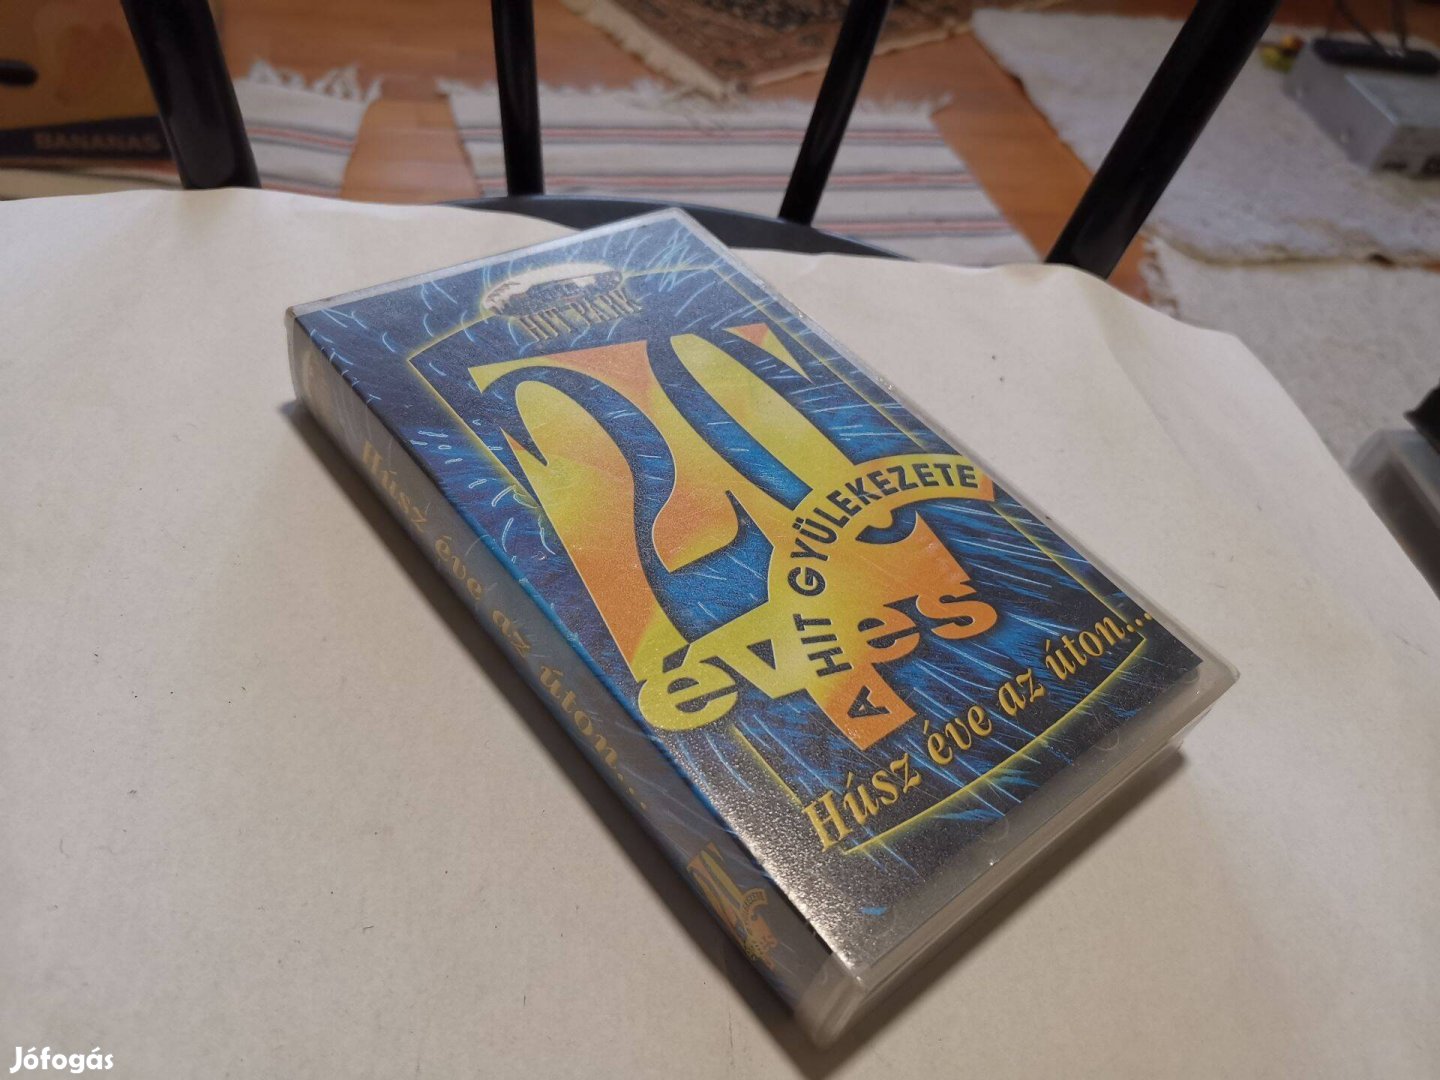 BANANAS
HIT PARK
20
éves
A HIT GYÜLEKEZETE
Húsz éve az úton...
Húsz éve az úton...
Jófogás